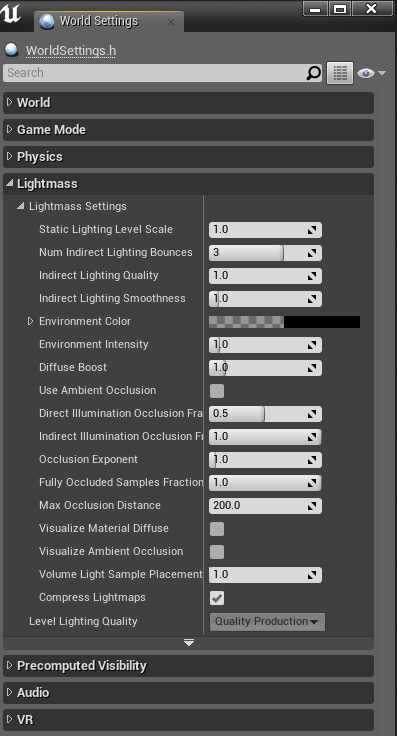 World Settings
WorldSettings.h
Search
World
Game Mode
Physics
Lightmass
Lightmass Settings
Static Lighting Level Scale 1.0
Num Indirect Lighting Bounces 3
Indirect Lighting Quality 1.0
Indirect Lighting Smoothness 1.0
Environment Color
Environment Intensity 1.0
Diffuse Boost 1.0
Use Ambient Occlusion
Direct Illumination Occlusion Fra 0.5
Indirect Illumination Occlusion Fr 1.0
Occlusion Exponent 1.0
Fully Occluded Samples Fraction 1.0
Max Occlusion Distance 200.0
Visualize Material Diffuse
Visualize Ambient Occlusion
Volume Light Sample Placement 1.0
Compress Lightmaps
Level Lighting Quality Quality Production
Precomputed Visibility
Audio
VR